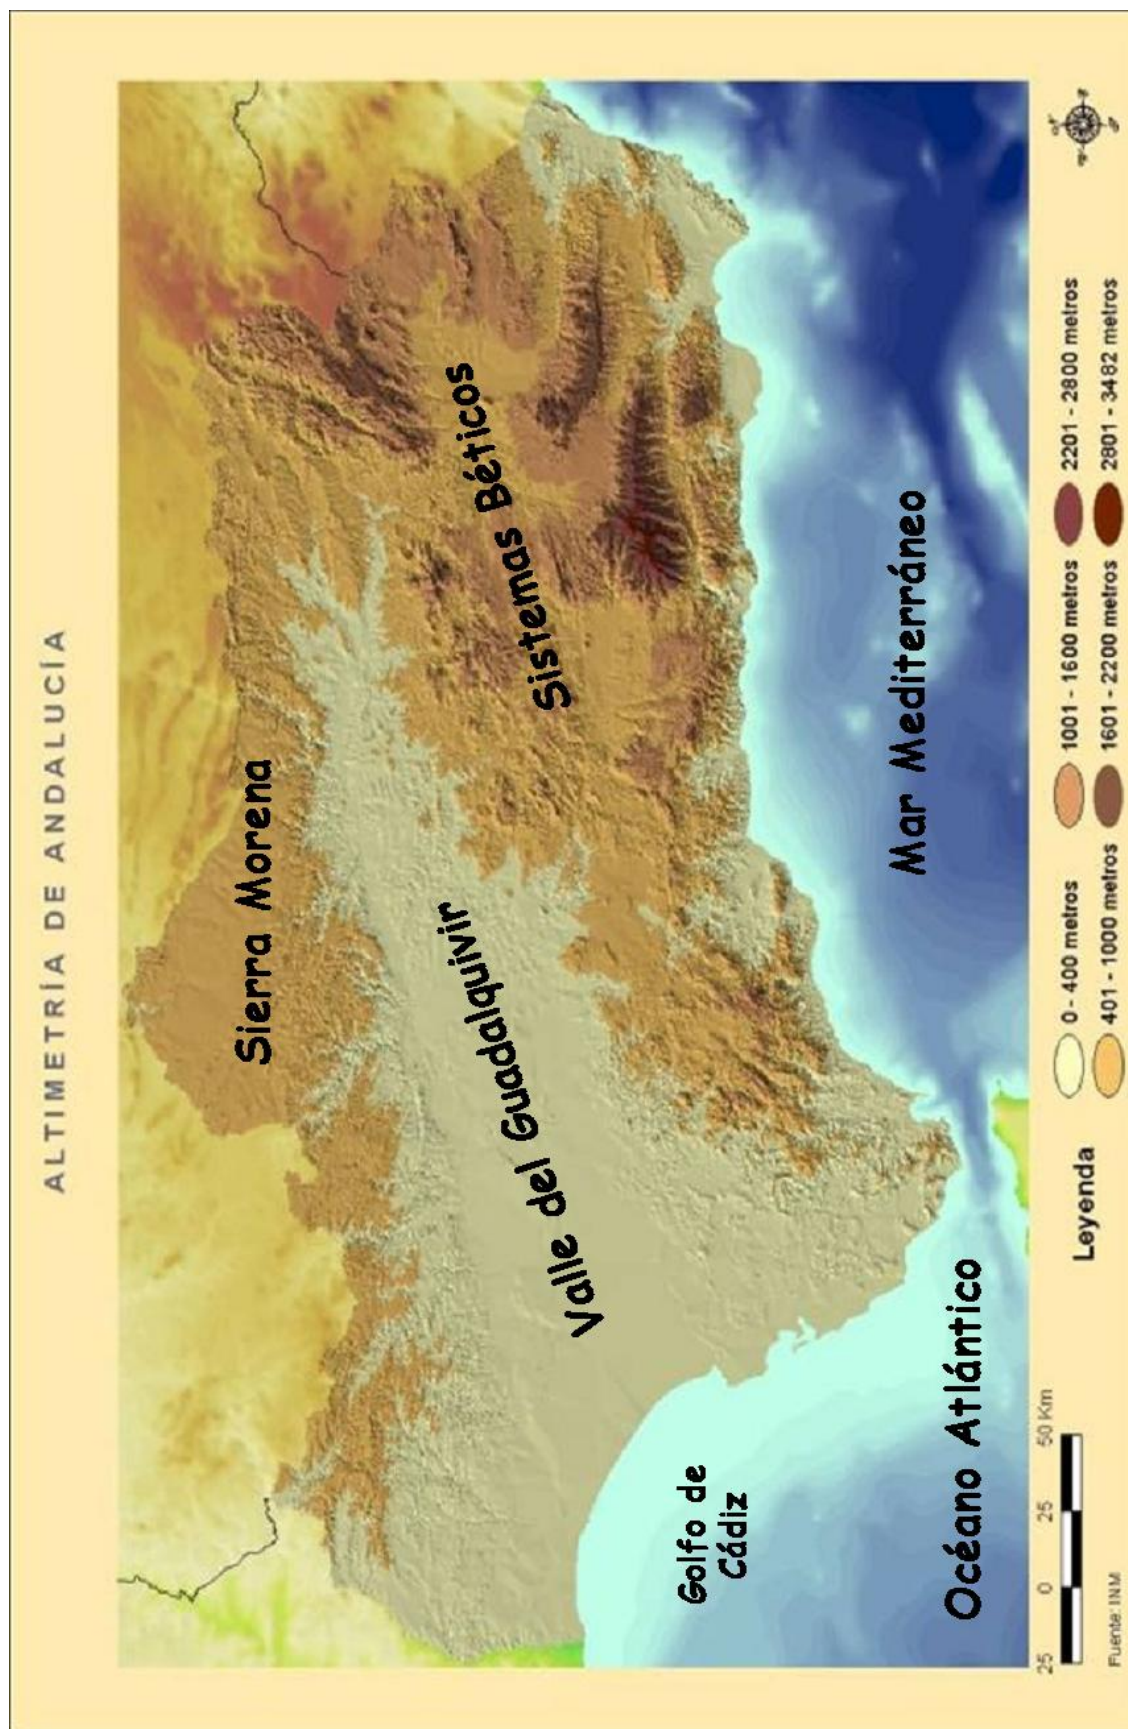 ALTIMETRÍA DE ANDALUCÍA
Sierra Morena
Valle del Guadalquivir
Sistemas Béticos
Golfo de
Cádiz
Mar Mediterráneo
Océano Atlántico
25 0 25 50 Km
Fuente: INM
Leyenda
0 - 400 metros
401 - 1000 metros
1001 - 1600 metros
1601 - 2200 metros
2201 - 2800 metros
2801 - 3482 metros